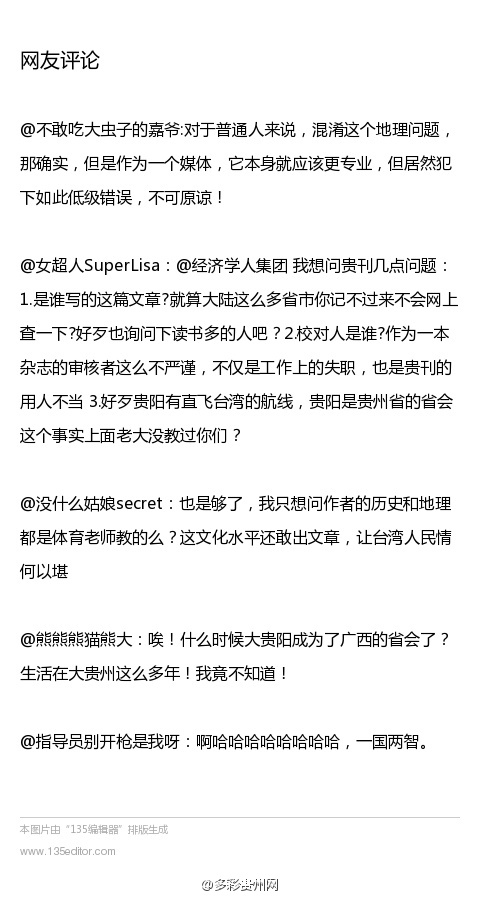 网友评论
@不敢吃大虫子的嘉爷:对于普通人来说，混淆这个地理问题，
那确实，但是作为一个媒体，它本身就应该更专业，但居然犯
下如此低级错误，不可原谅！
@女超人SuperLisa：@经济学人集团 我想问贵刊几点问题：
1.是谁写的这篇文章?就算大陆这么多省市你记不过来不会网上
查一下?好歹也询问下读书多的人吧？2.校对人是谁?作为一本
杂志的审核者这么不严谨，不仅是工作上的失职，也是贵刊的
用人不当 3.好歹贵阳有直飞台湾的航线，贵阳是贵州省的省会
这个事实上面老大没教过你们？
@没什么姑娘secret：也是够了，我只想问作者的历史和地理
都是体育老师教的么？这文化水平还敢出文章，让台湾人民情
何以堪
@熊熊熊猫熊大：唉！什么时候大贵阳成为了广西的省会了？
生活在大贵州这么多年！我竟不知道！
@指导员别开枪是我呀：啊哈哈哈哈哈哈哈哈，一国两智。
本图片由“135编辑器”排版生成
www.135editor.com
@多彩贵州网